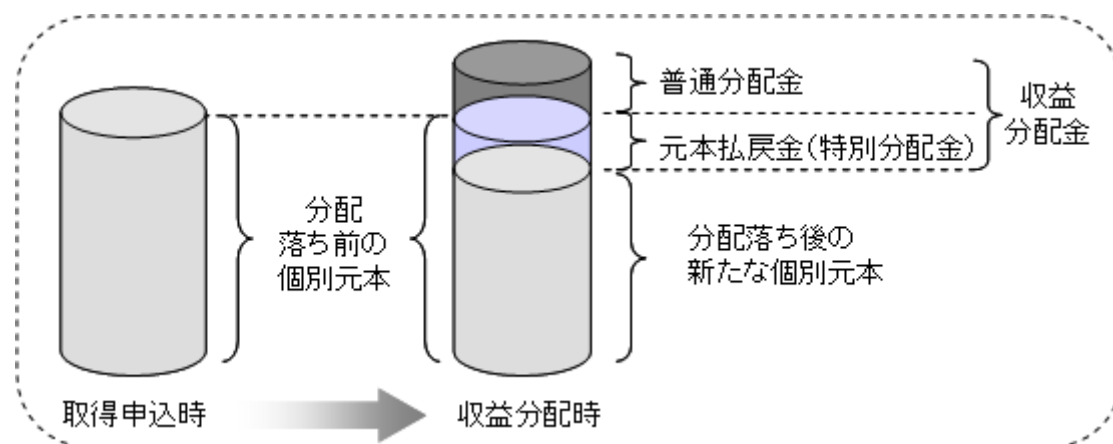 普通分配金
収益
分配金
元本払戻金(特別分配金)
分配
落ち前の
個別元本
分配落ち後の
新たな個別元本
取得申込時
収益分配時